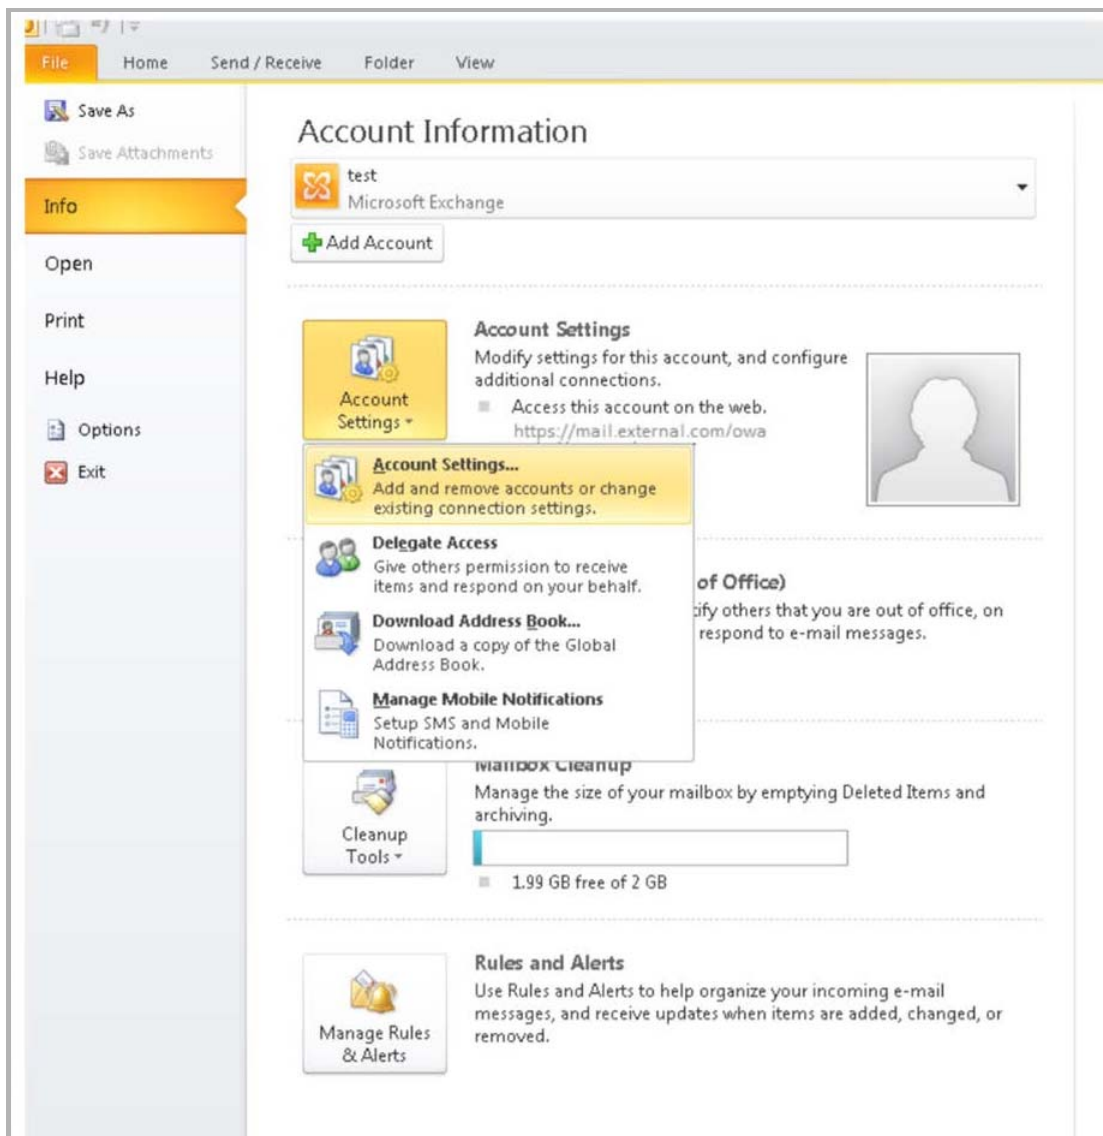 File Home Send / Receive Folder View
Save As
Save Attachments
Info
Open
Print
Help
Options
Exit
Account Information
test
Microsoft Exchange
Add Account
Account
Settings
Account Settings
Modify settings for this account, and configure
additional connections.
Access this account on the web.
https://mail.external.com/owa
Account Settings...
Add and remove accounts or change
existing connection settings.
Delegate Access
Give others permission to receive
items and respond on your behalf.
Download Address Book...
Download a copy of the Global
Address Book.
Manage Mobile Notifications
Setup SMS and Mobile
Notifications.
of Office)
others that you are out of office, on
respond to e-mail messages.
Cleanup
Tools
Mailbox Cleanup
Manage the size of your mailbox by emptying Deleted Items and
archiving.
1.99 GB free of 2 GB
Manage Rules
& Alerts
Rules and Alerts
Use Rules and Alerts to help organize your incoming e-mail
messages, and receive updates when items are added, changed, or
removed.